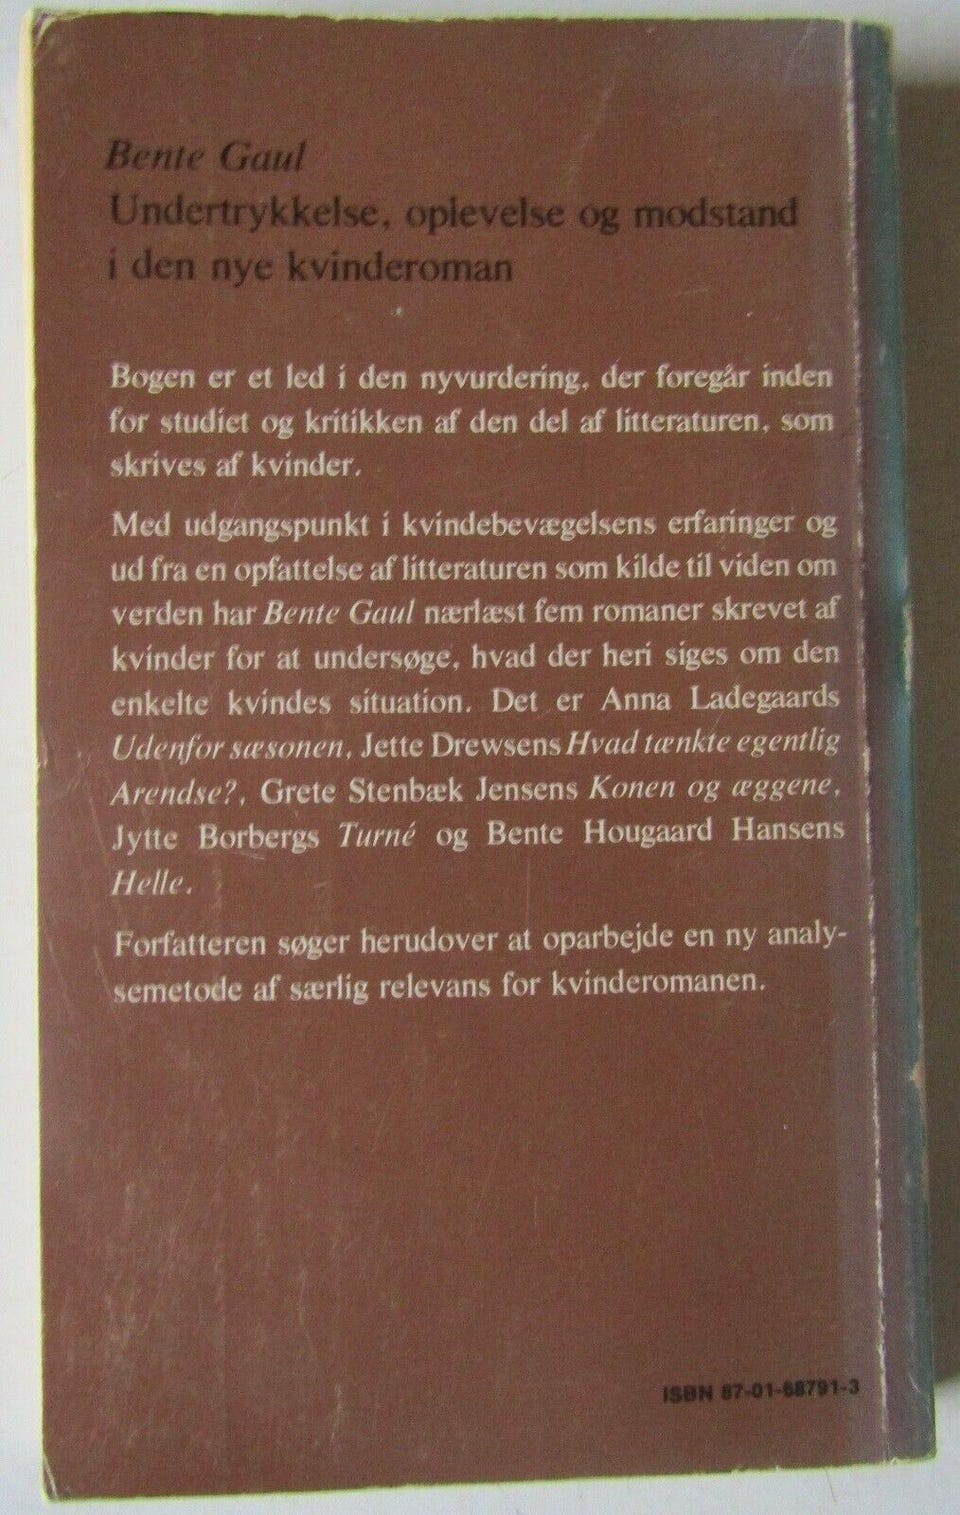 Bente Gaul
Undertrykkelse, oplevelse og modstand
i den nye kvinderoman
Bogen er et led i den nyvurdering, der foregår inden
for studiet og kritikken af den del af litteraturen, som
skrives af kvinder.
Med udgangspunkt i kvindebevægelsens erfaringer og
ud fra en opfattelse af litteraturen som kilde til viden om
verden har Bente Gaul nærlæst fem romaner skrevet af
kvinder for at undersøge, hvad der heri siges om den
enkelte kvindes situation. Det er Anna Ladegaards
Udenfor sæsonen, Jette Drewsens Hvad tænkte egentlig
Arendse?, Grete Stenbæk Jensens Konen og æggene,
Jytte Borbergs Turné og Bente Hougaard Hansens
Helle.
Forfatteren søger herudover at oparbejde en ny analy-
semetode af særlig relevans for kvinderomanen.
ISBN 87-01-68791-3